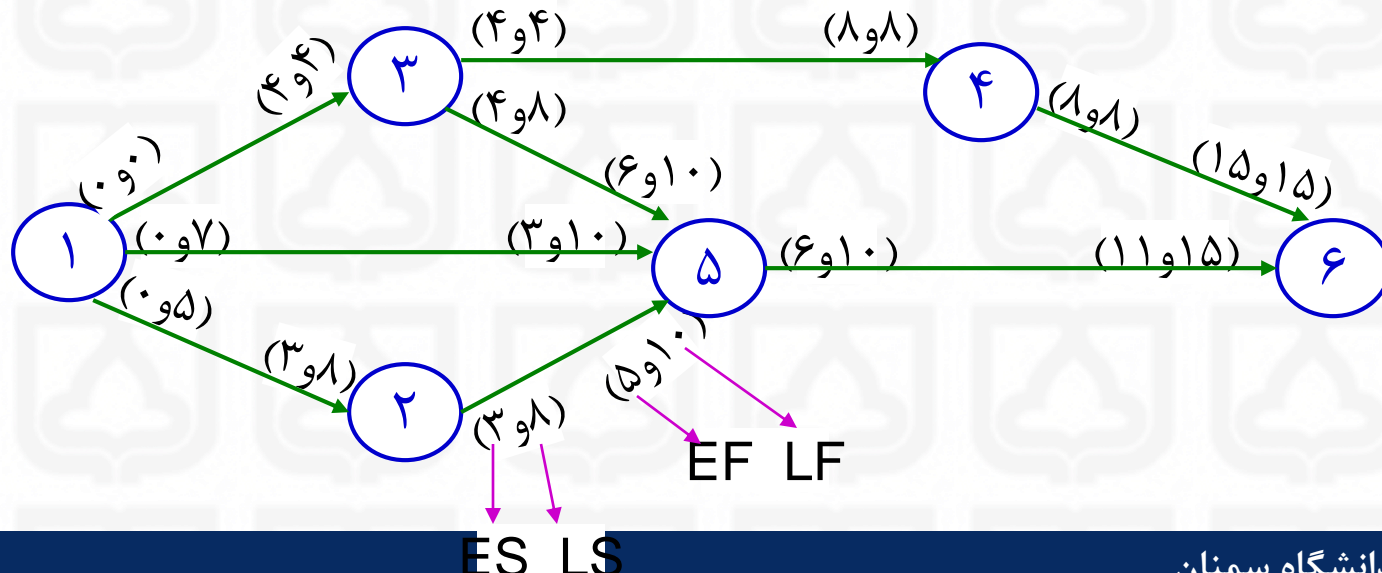 (۴و۴)
(۸و۸)
۳
(۴و۴)
۴
(۴و۸)
(۸و۸)
(۰و۰)
(۶و۱۰)
(۱۵و۱۵)
۱
(۰و۷)
(۳و۱۰)
۵
(۶و۱۰)
(۱۱و۱۵)
۶
(۰و۵)
(۳و۸)
۲
(۵و۱۰)
(۳و۸)
EF LF
ES LS
دانشگاه سمنان